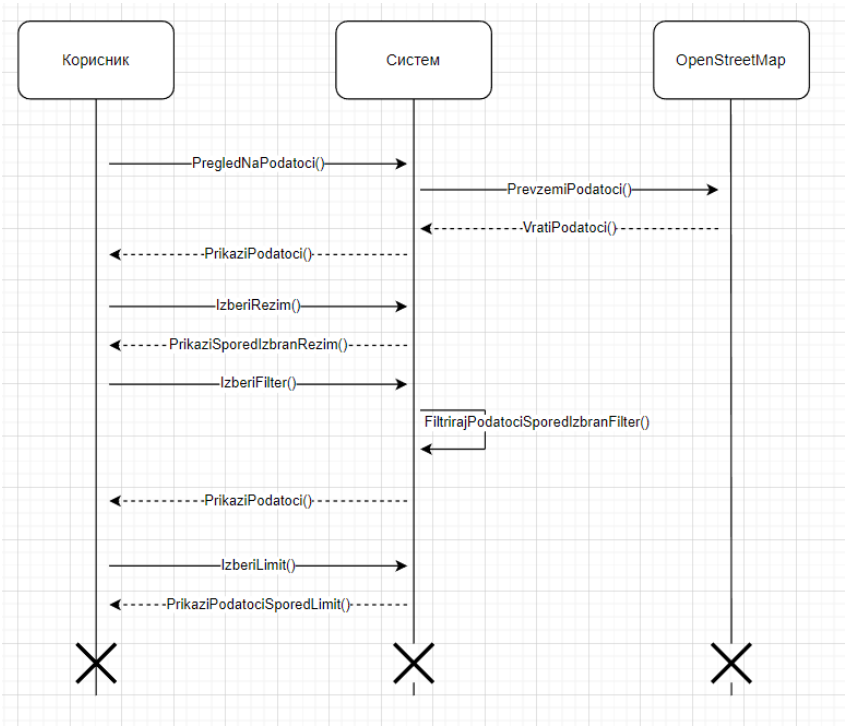 Корисник
Систем
OpenStreetMap
PregledNaPodatoci()
PrevzemiPodatoci()
VratiPodatoci()
PrikaziPodatoci()
IzberiRezim()
PrikaziSporedIzbranRezim()
IzberiFilter()
FiltrirajPodatociSporedIzbranFilter()
PrikaziPodatoci()
IzberiLimit()
PrikaziPodatociSporedLimit()